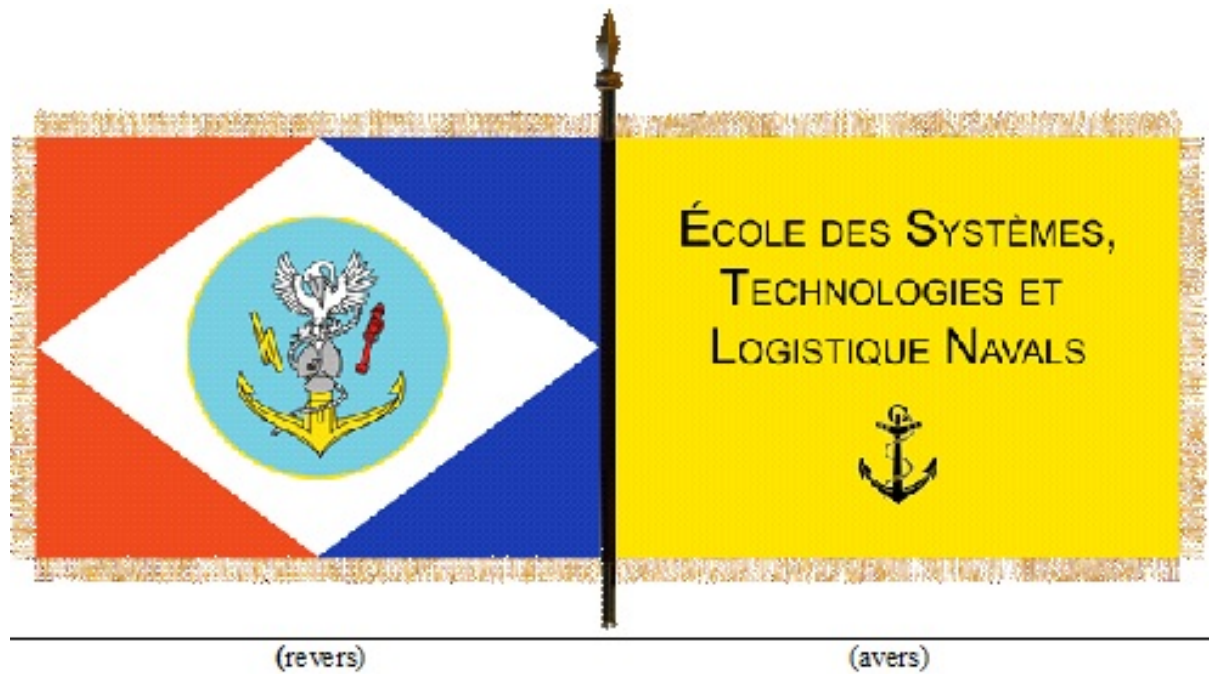 École des Systèmes,
Technologies et
Logistique Navals
(revers)
(avers)